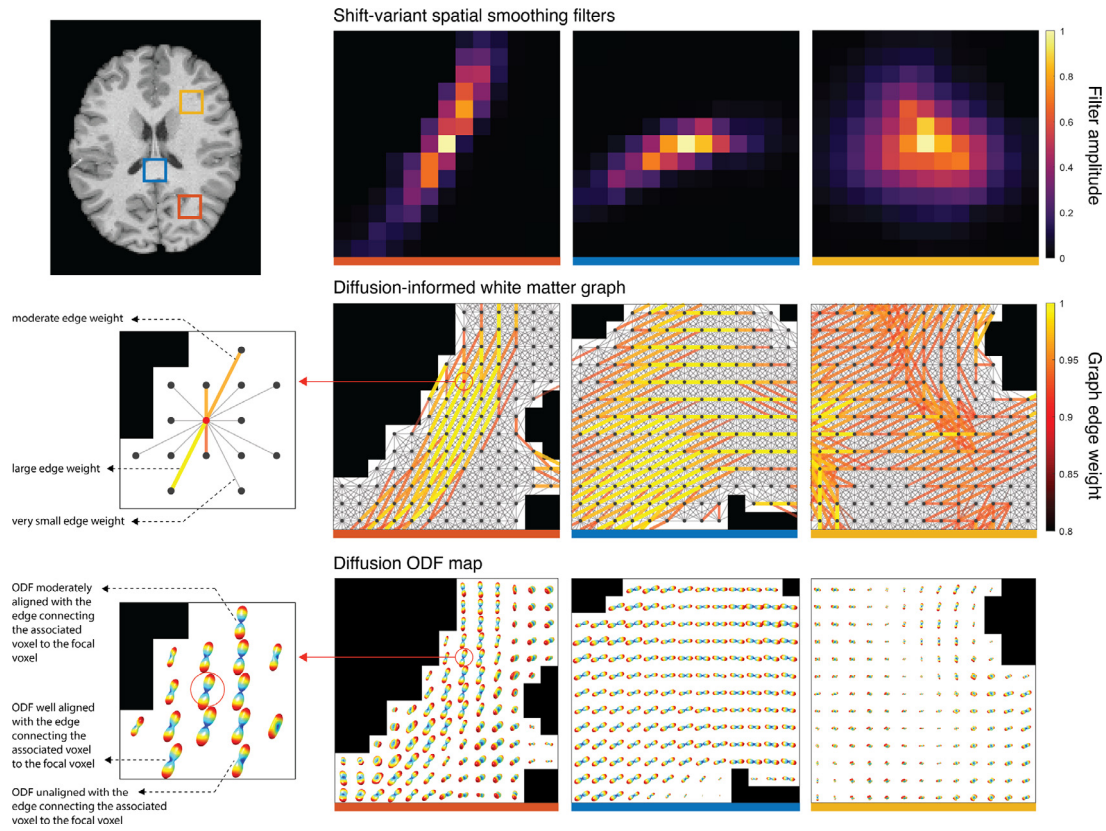 Shift-variant spatial smoothing filters
1
0.8
0.6
0.4
0.2
0
Filter amplitude
Diffusion-informed white matter graph
moderate edge weight
large edge weight
very small edge weight
1
0.95
0.9
0.85
0.8
Graph edge weight
Diffusion ODF map
ODF moderately
aligned with the
edge connecting
the associated
voxel to the focal
voxel
ODF well aligned
with the edge
connecting the
associated voxel
to the focal voxel
ODF unaligned with the
edge connecting the associated
voxel to the focal voxel